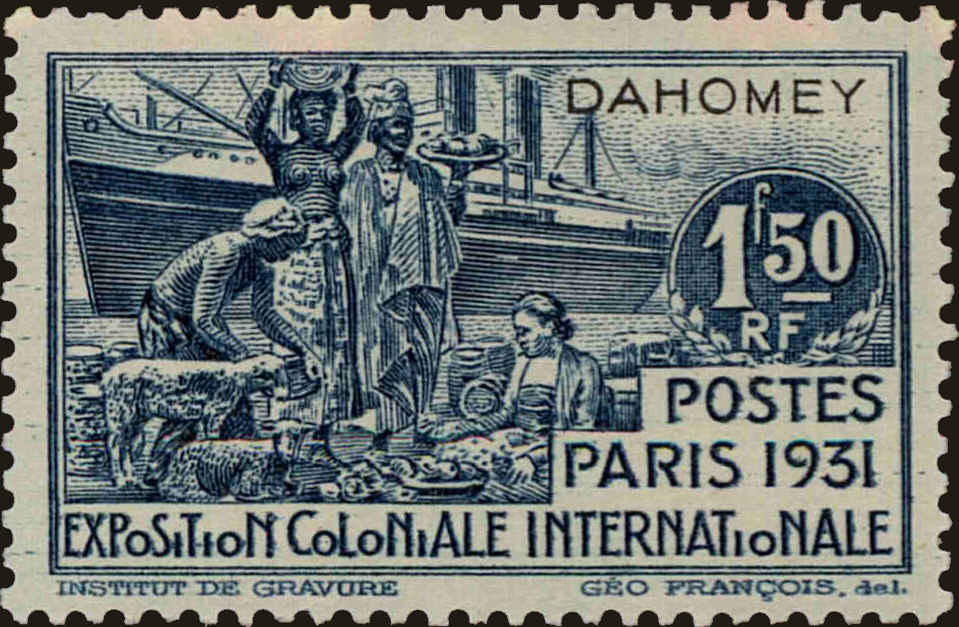 DAHOMEY
1F50
RF
POSTES
PARIS 1931
EXPOSITION COLONIALE INTERNATIONALE
INSTITUT DE GRAVURE GÉO FRANÇOIS, del.